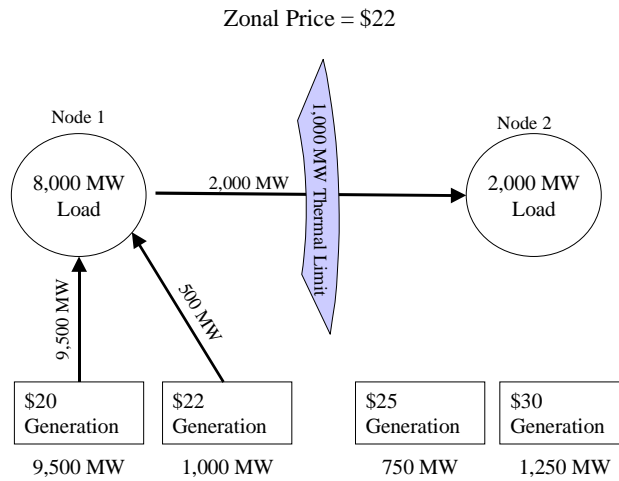 Zonal Price = $22
Node 1
Node 2
8,000 MW
Load
2,000 MW
1,000 MW Thermal Limit
2,000 MW
Load
9,500 MW
500 MW
$20
Generation
$22
Generation
$25
Generation
$30
Generation
9,500 MW
1,000 MW
750 MW
1,250 MW